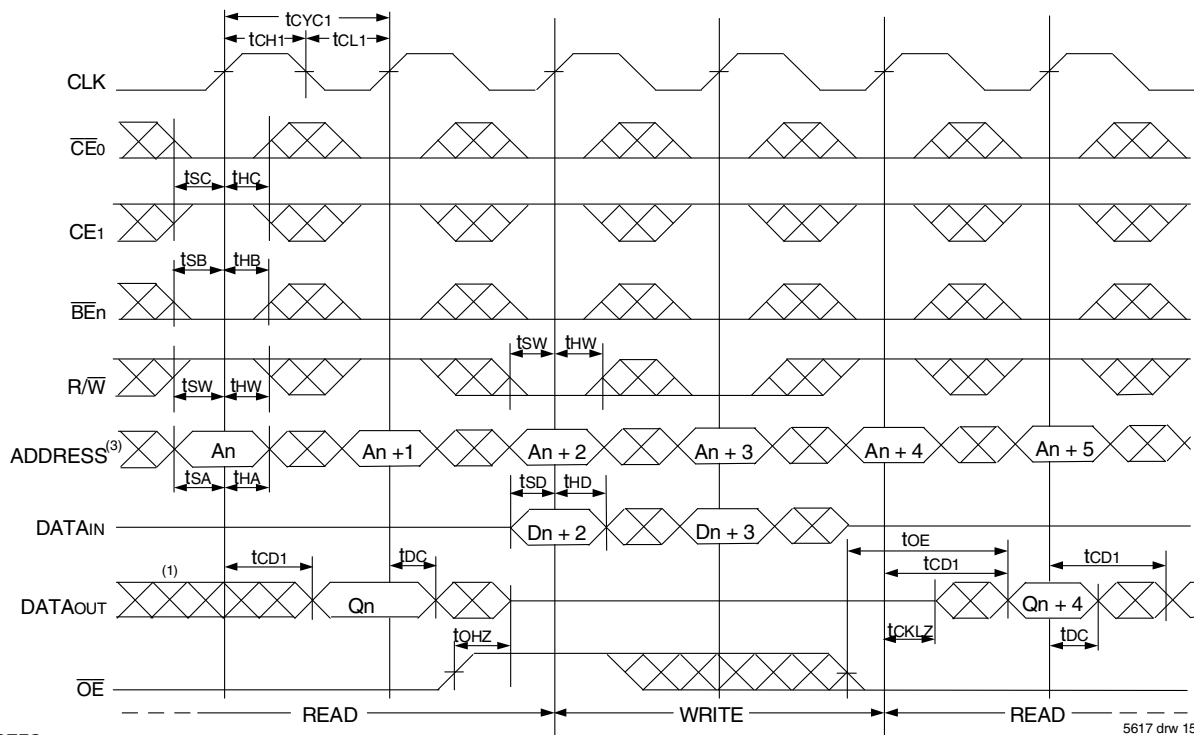 tCYC1
tCH1 tCL1
CLK
CE0
tSC tHC
CE1
tSB tHB
BEn
tSW tHW
R/W
tSW tHW
ADDRESS(3) An An + 1 An + 2 An + 3 An + 4 An + 5
tSA tHA
tSD tHD
DATAIN Dn + 2 Dn + 3
tOE
tCD1 tDC tCD1 tCD1
(1)
DATAOUT Qn Qn + 4
tOHZ tCKLZ tDC
OE
READ WRITE READ
5617 drw 15